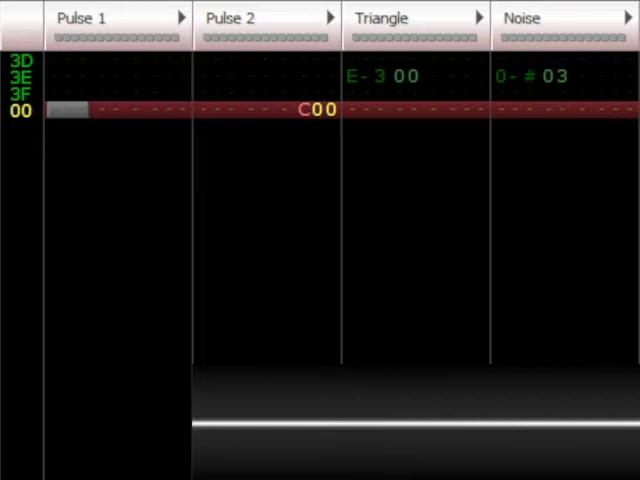 Pulse 1 Pulse 2 Triangle Noise
3D
3E E- 3 00 0- # 03
3F
00 C00